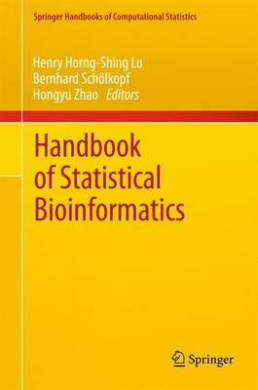 Springer Handbooks of Computational Statistics
Henry Horng-Shing Lu
Bernhard Schölkopf
Hongyu Zhao Editors
Handbook
of Statistical
Bioinformatics
Springer